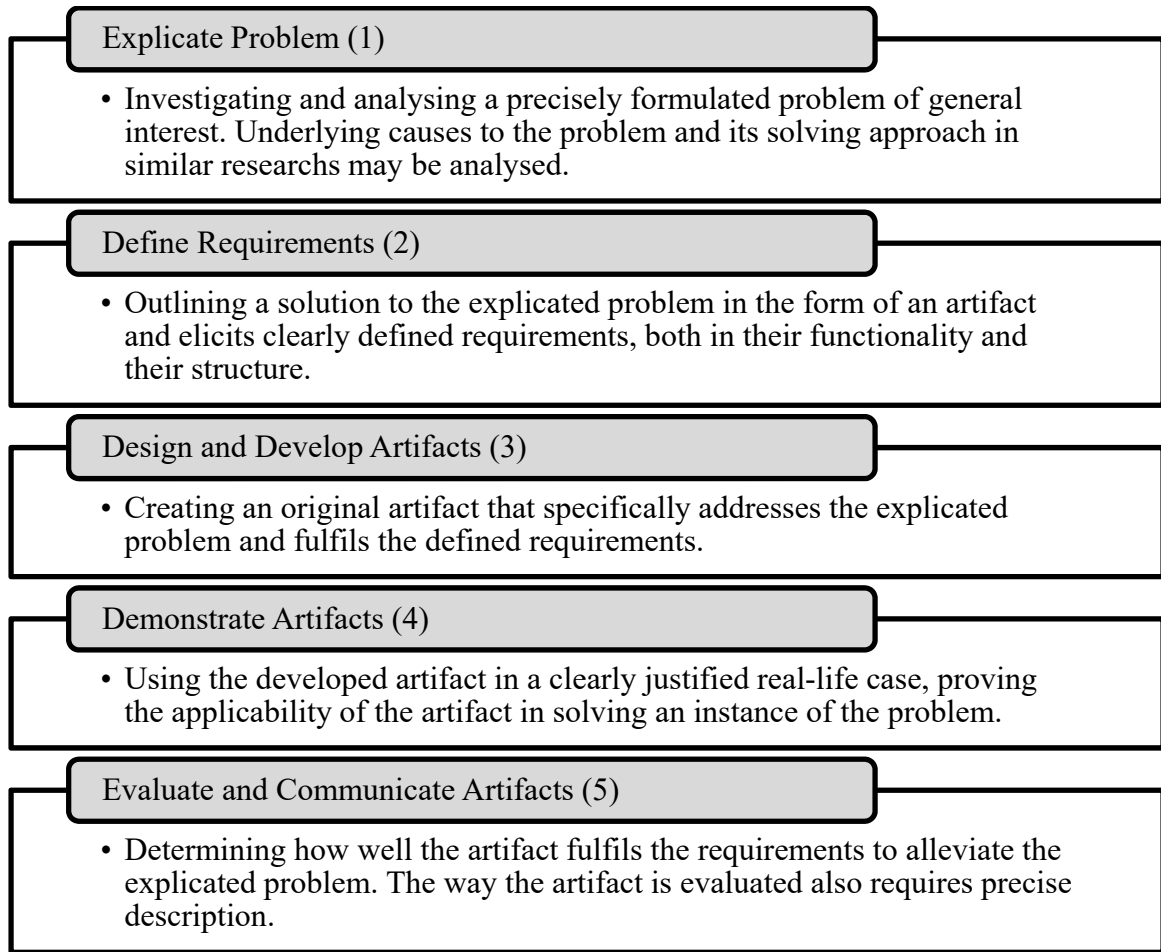 Explicate Problem (1)
• Investigating and analysing a precisely formulated problem of general
interest. Underlying causes to the problem and its solving approach in
similar researchs may be analysed.
Define Requirements (2)
• Outlining a solution to the explicated problem in the form of an artifact
and elicits clearly defined requirements, both in their functionality and
their structure.
Design and Develop Artifacts (3)
• Creating an original artifact that specifically addresses the explicated
problem and fulfils the defined requirements.
Demonstrate Artifacts (4)
• Using the developed artifact in a clearly justified real-life case, proving
the applicability of the artifact in solving an instance of the problem.
Evaluate and Communicate Artifacts (5)
• Determining how well the artifact fulfils the requirements to alleviate the
explicated problem. The way the artifact is evaluated also requires precise
description.